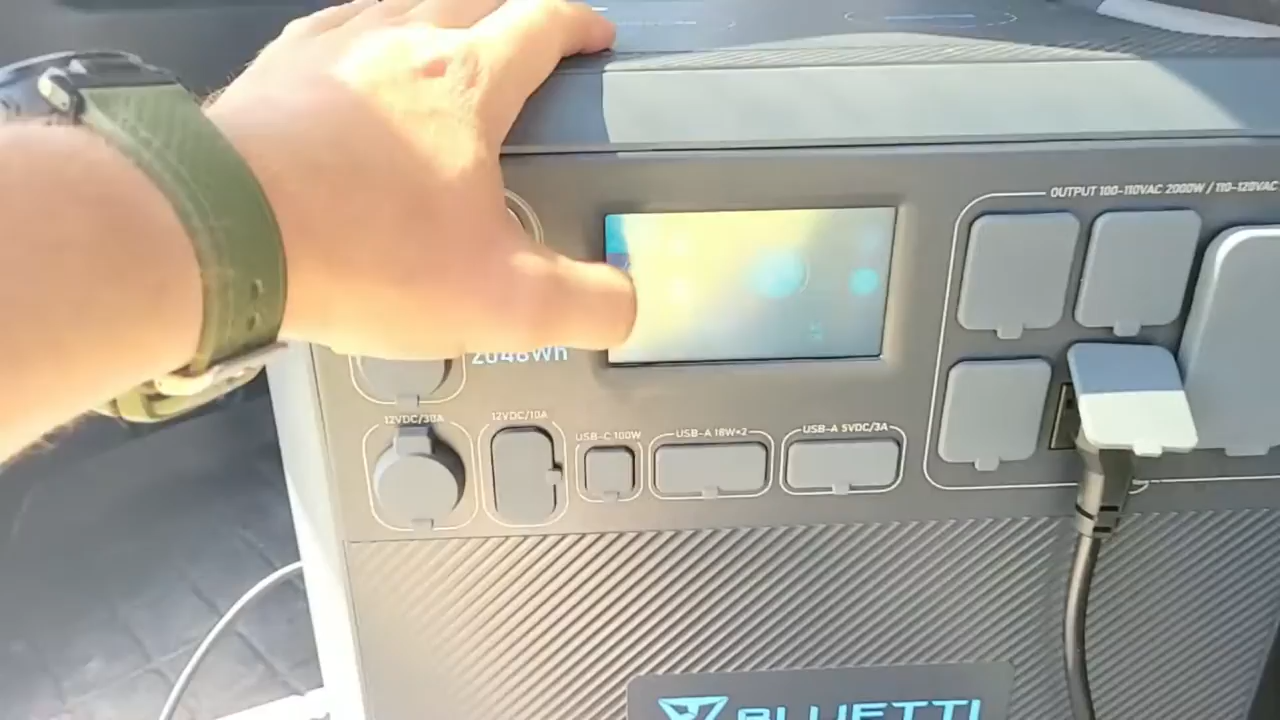 OUTPUT 100-110VAC 2000W / 110-120VAC
2048Wh
12VDC/30A
12VDC/10A
USB-C 100W
USB-A 18W×2
USB-A 5VDC/3A
BLUETTI